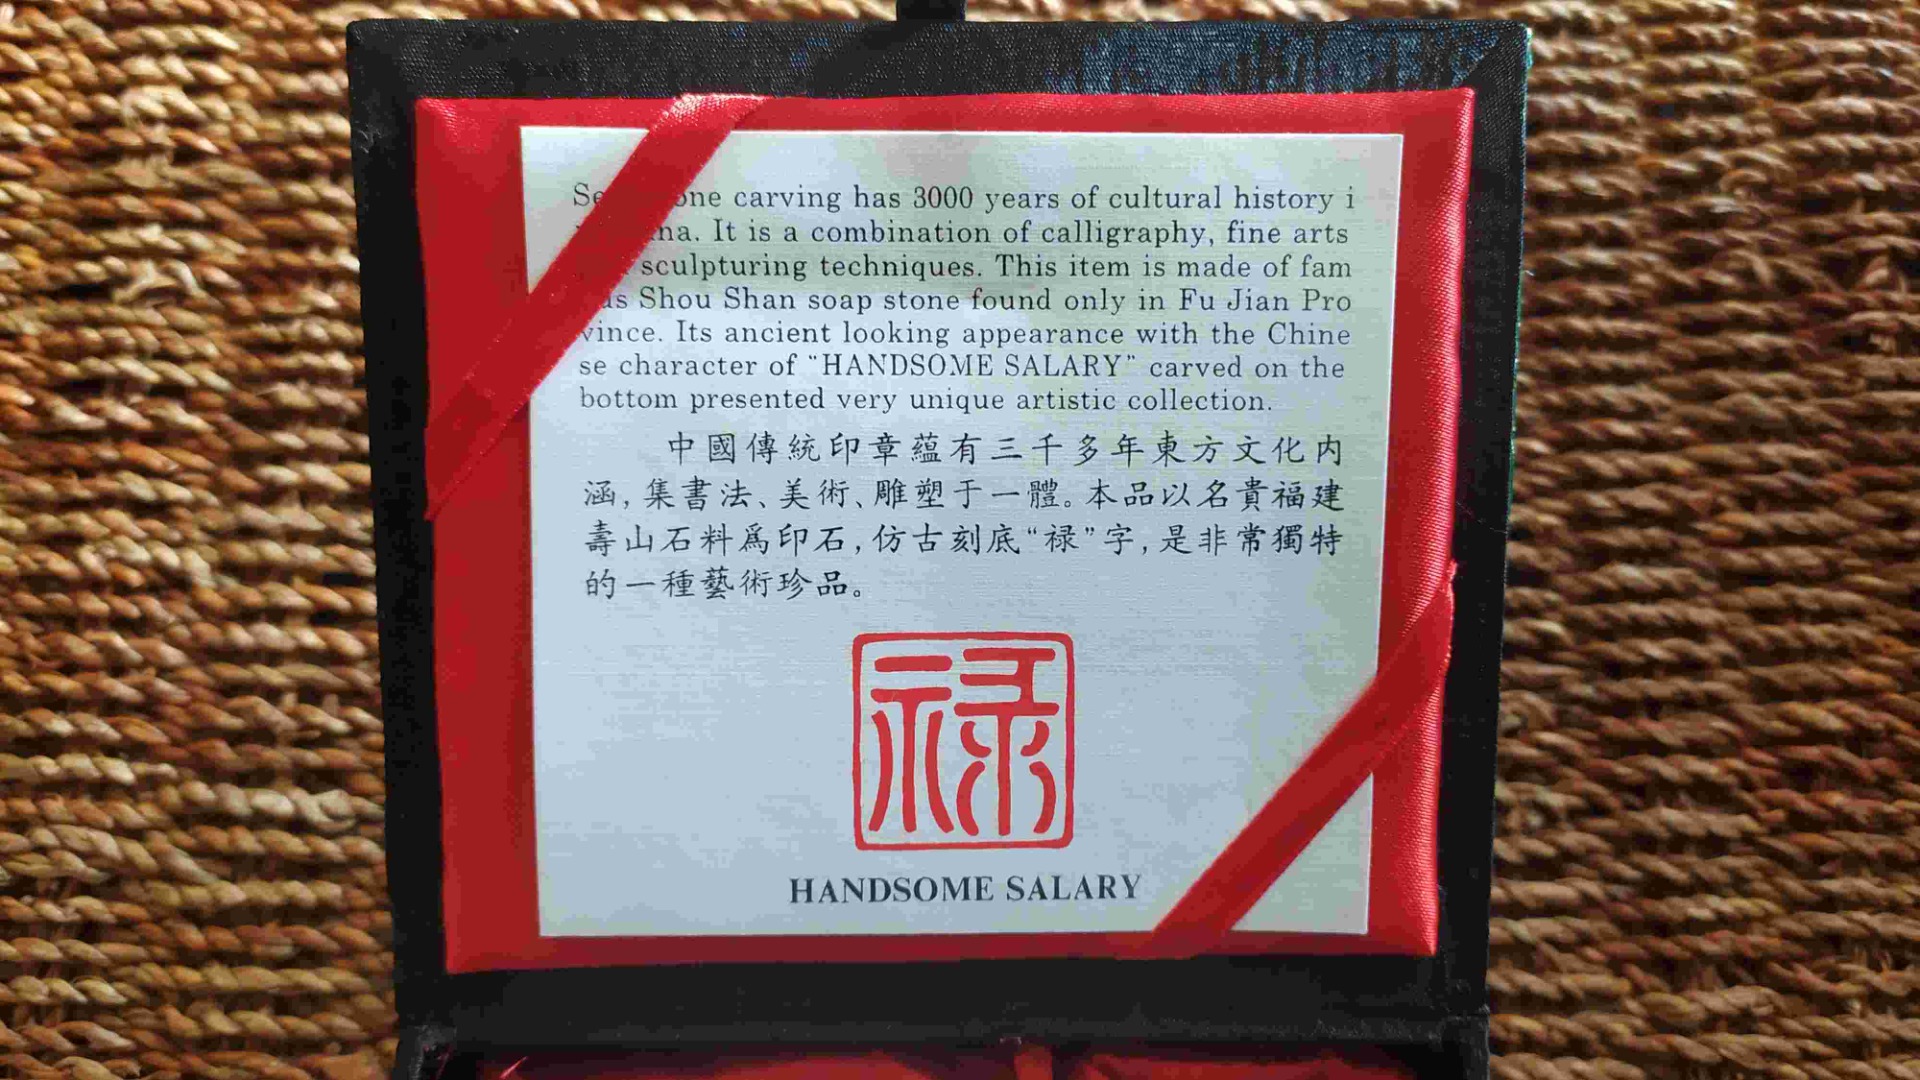 carving has 3000 years of cultural history i
It is a combination of calligraphy, fine arts
sculpturing techniques. This item is made of fam
Shou Shan soap stone found only in Fu Jian Pro
vince. Its ancient looking appearance with the Chine
se character of "HANDSOME SALARY" carved on the
bottom presented very unique artistic collection.
中國傳統印章蘊有三千多年東方文化内
涵,集書法、美術、雕塑于一體。本品以名貴福建
壽山石料爲印石,仿古刻底“禄”字,是非常獨特
的一種藝術珍品。
禄
HANDSOME SALARY